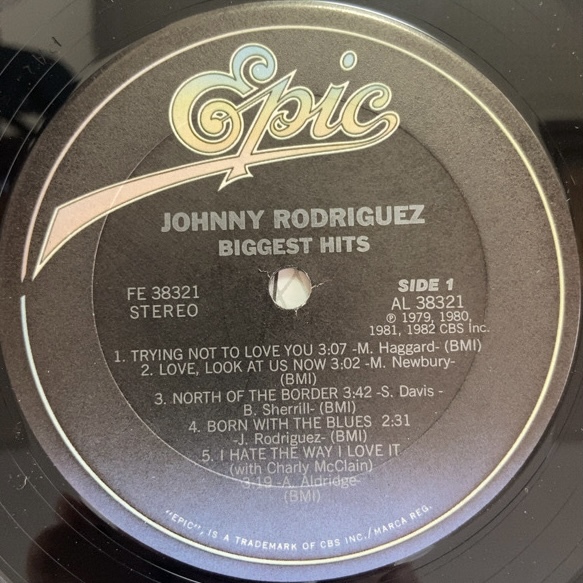 Epic
JOHNNY RODRIGUEZ
BIGGEST HITS
FE 38321
STEREO
SIDE 1
AL 38321
℗ 1979, 1980,
1981, 1982 CBS Inc.
1. TRYING NOT TO LOVE YOU 3:07 -M. Haggard- (BMI)
2. LOVE, LOOK AT US NOW 3:02 -M. Newbury-
(BMI)
3. NORTH OF THE BORDER 3:42 -S. Davis -
B. Sherrill- (BMI)
4. BORN WITH THE BLUES 2:31
-J. Rodriguez- (BMI)
5. I HATE THE WAY I LOVE IT
(with Charly McClain)
3:19 -A. Aldridge-
(BMI)
"EPIC", IS A TRADEMARK OF CBS INC./MARCA REG.